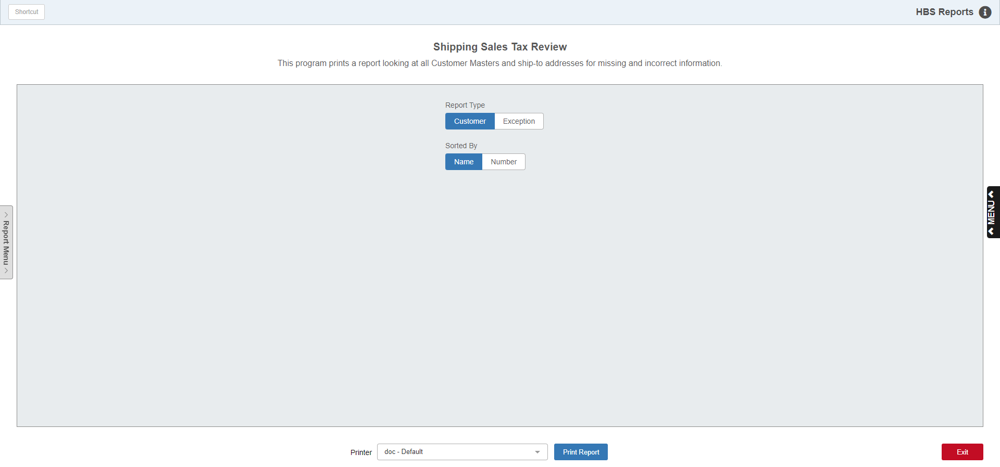 Shortcut
HBS Reports
Shipping Sales Tax Review
This program prints a report looking at all Customer Masters and ship-to addresses for missing and incorrect information.
Report Type
Customer
Exception
Sorted By
Name
Number
Report Menu
MENU
Printer
doc - Default
Print Report
Exit